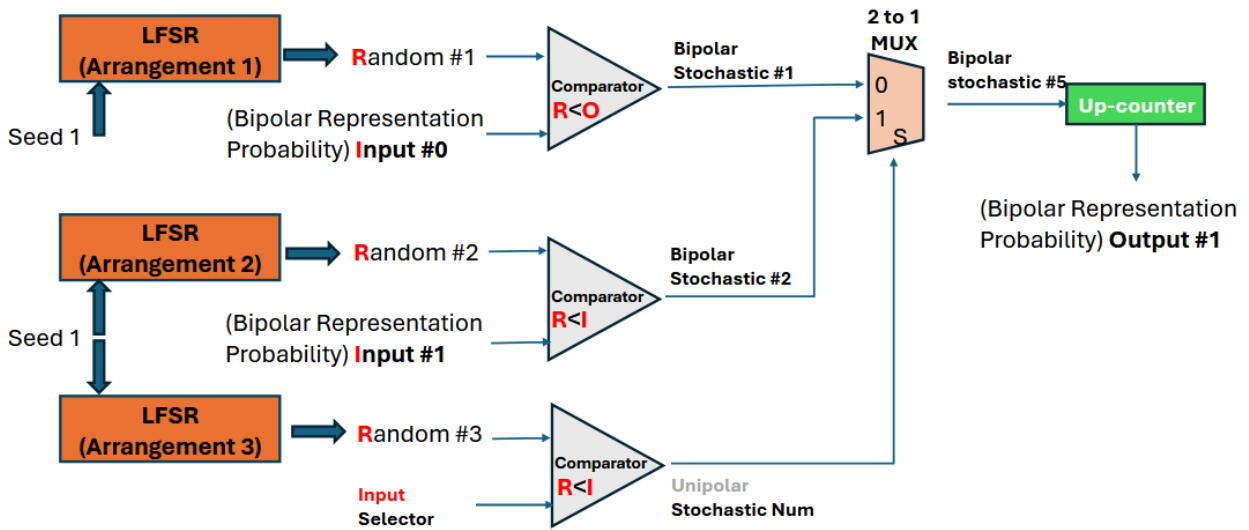 LFSR
(Arrangement 1)
Random #1
Seed 1
(Bipolar Representation
Probability) Input #0
Comparator
R<O
Bipolar
Stochastic #1
2 to 1
MUX
0
1
S
Bipolar
stochastic #5
Up-counter
(Bipolar Representation
Probability) Output #1
LFSR
(Arrangement 2)
Random #2
Seed 1
(Bipolar Representation
Probability) Input #1
Comparator
R<I
Bipolar
Stochastic #2
LFSR
(Arrangement 3)
Random #3
Input
Selector
Comparator
R<I
Unipolar
Stochastic Num